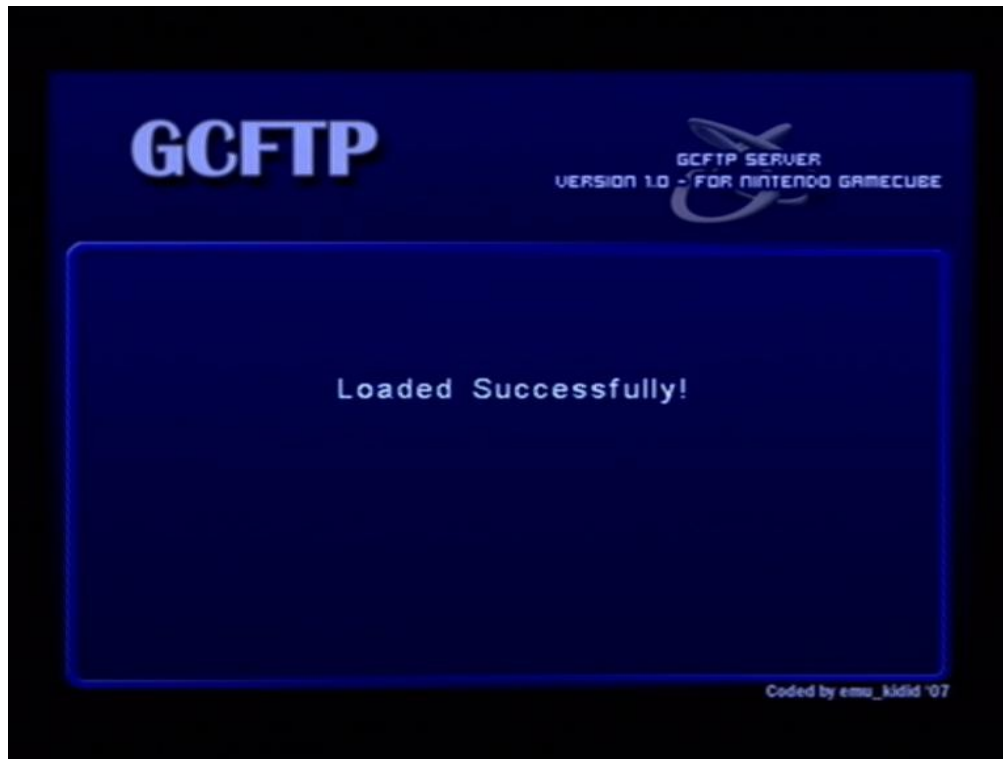 GCFTP
GCFTP SERVER
VERSION 1.0 - FOR NINTENDO GAMECUBE
Loaded Successfully!
Coded by emu_kidid '07